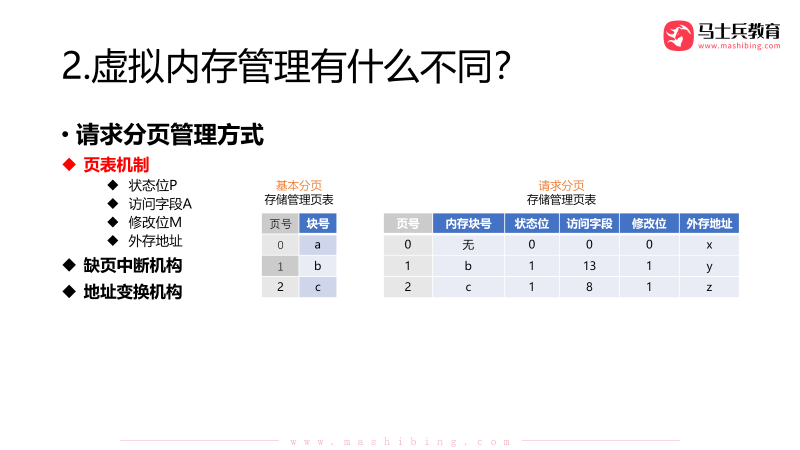 马士兵教育
www.mashibing.com
2.虚拟内存管理有什么不同?
• 请求分页管理方式
◆ 页表机制
◆ 状态位P
◆ 访问字段A
◆ 修改位M
◆ 外存地址
◆ 缺页中断机构
◆ 地址变换机构
基本分页
存储管理页表
页号 块号
0 a
1 b
2 c
请求分页
存储管理页表
页号 内存块号 状态位 访问字段 修改位 外存地址
0 无 0 0 0 x
1 b 1 13 1 y
2 c 1 8 1 z
www.mashibing.com